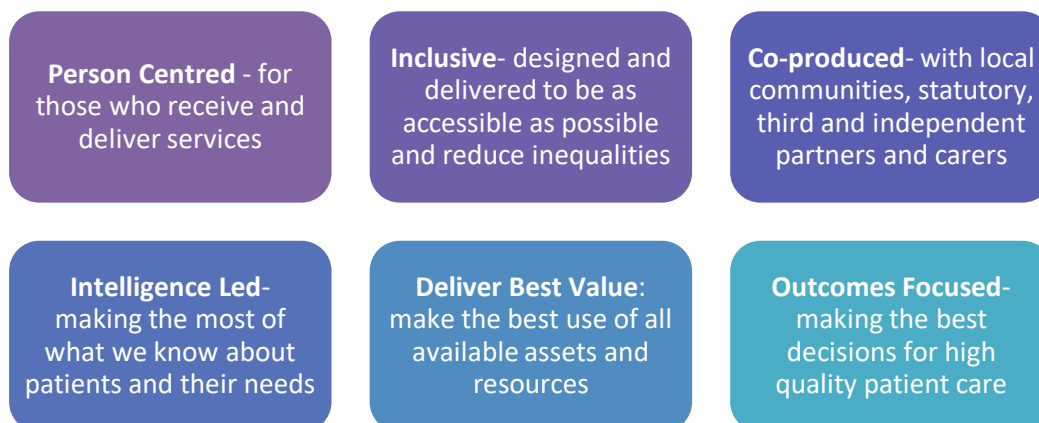 Person Centred - for
those who receive and
deliver services
Inclusive- designed and
delivered to be as
accessible as possible
and reduce inequalities
Co-produced- with local
communities, statutory,
third and independent
partners and carers
Intelligence Led-
making the most of
what we know about
patients and their needs
Deliver Best Value:
make the best use of all
available assets and
resources
Outcomes Focused-
making the best
decisions for high
quality patient care